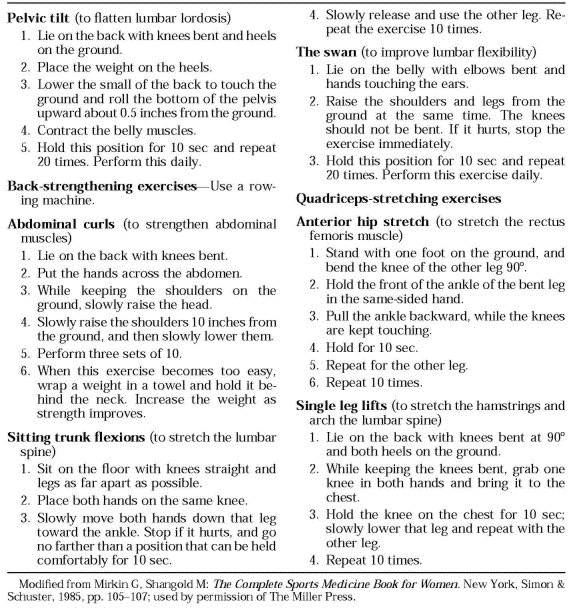 Pelvic tilt (to flatten lumbar lordosis)
1. Lie on the back with knees bent and heels
on the ground.
2. Place the weight on the heels.
3. Lower the small of the back to touch the
ground and roll the bottom of the pelvis
upward about 0.5 inches from the ground.
4. Contract the belly muscles.
5. Hold this position for 10 sec and repeat
20 times. Perform this daily.
Back-strengthening exercises—Use a row-
ing machine.
Abdominal curls (to strengthen abdominal
muscles)
1. Lie on the back with knees bent.
2. Put the hands across the abdomen.
3. While keeping the shoulders on the
ground, slowly raise the head.
4. Slowly raise the shoulders 10 inches from
the ground, and then slowly lower them.
5. Perform three sets of 10.
6. When this exercise becomes too easy,
wrap a weight in a towel and hold it be-
hind the neck. Increase the weight as
strength improves.
Sitting trunk flexions (to stretch the lumbar
spine)
1. Sit on the floor with knees straight and
legs as far apart as possible.
2. Place both hands on the same knee.
3. Slowly move both hands down that leg
toward the ankle. Stop if it hurts, and go
no farther than a position that can be held
comfortably for 10 sec.
4. Slowly release and use the other leg. Re-
peat the exercise 10 times.
The swan (to improve lumbar flexibility)
1. Lie on the belly with elbows bent and
hands touching the ears.
2. Raise the shoulders and legs from the
ground at the same time. The knees
should not be bent. If it hurts, stop the
exercise immediately.
3. Hold this position for 10 sec and repeat
20 times. Perform this exercise daily.
Quadriceps-stretching exercises
Anterior hip stretch (to stretch the rectus
femoris muscle)
1. Stand with one foot on the ground, and
bend the knee of the other leg 90°.
2. Hold the front of the ankle of the bent leg
in the same-sided hand.
3. Pull the ankle backward, while the knees
are kept touching.
4. Hold for 10 sec.
5. Repeat for the other leg.
6. Repeat 10 times.
Single leg lifts (to stretch the hamstrings and
arch the lumbar spine)
1. Lie on the back with knees bent at 90°
and both heels on the ground.
2. While keeping the knees bent, grab one
knee in both hands and bring it to the
chest.
3. Hold the knee on the chest for 10 sec;
slowly lower that leg and repeat with the
other leg.
4. Repeat 10 times.
Modified from Mirkin G, Shangold M: The Complete Sports Medicine Book for Women. New York, Simon &
Schuster, 1985, pp. 105–107; used by permission of The Miller Press.